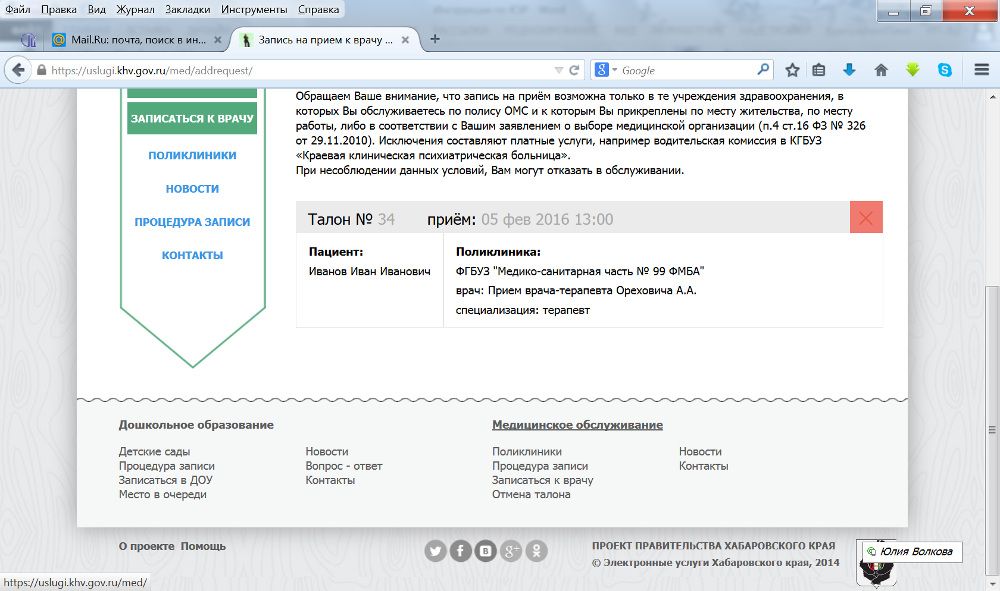 Файл Правка Вид Журнал Закладки Инструменты Справка
Mail.Ru: почта, поиск в ин...
Запись на прием к врачу ...
https://uslugi.khv.gov.ru/med/addrequest/
Google
ЗАПИСАТЬСЯ К ВРАЧУ
ПОЛИКЛИНИКИ
НОВОСТИ
ПРОЦЕДУРА ЗАПИСИ
КОНТАКТЫ
Обращаем Ваше внимание, что запись на приём возможна только в те учреждения здравоохранения, в
которых Вы обслуживаетесь по полису ОМС и к которым Вы прикреплены по месту жительства, по месту
работы, либо в соответствии с Вашим заявлением о выборе медицинской организации (п.4 ст.16 ФЗ № 326
от 29.11.2010). Исключения составляют платные услуги, например водительская комиссия в КГБУЗ
«Краевая клиническая психиатрическая больница».
При несоблюдении данных условий, Вам могут отказать в обслуживании.
Талон № 34 приём: 05 фев 2016 13:00
Пациент:
Иванов Иван Иванович
Поликлиника:
ФГБУЗ "Медико-санитарная часть № 99 ФМБА"
врач: Прием врача-терапевта Ореховича А.А.
специализация: терапевт
Дошкольное образование
Детские сады
Процедура записи
Записаться в ДОУ
Место в очереди
Новости
Вопрос - ответ
Контакты
Медицинское обслуживание
Поликлиники
Процедура записи
Записаться к врачу
Отмена талона
Новости
Контакты
О проекте Помощь
ПРОЕКТ ПРАВИТЕЛЬСТВА ХАБАРОВСКОГО КРАЯ
© Электронные услуги Хабаровского края, 2014
Юлия Волкова
https://uslugi.khv.gov.ru/med/